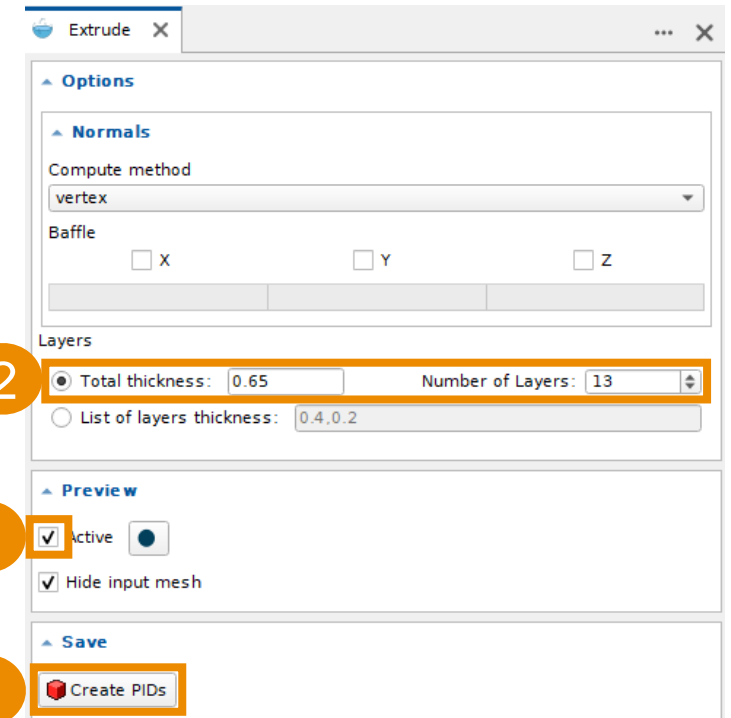 Extrude
Options
Normals
Compute method
vertex
Baffle
X Y Z
Layers
2
Total thickness: 0.65 Number of Layers: 13
List of layers thickness: 0.4,0.2
Preview
Active
Hide input mesh
Save
Create PIDs